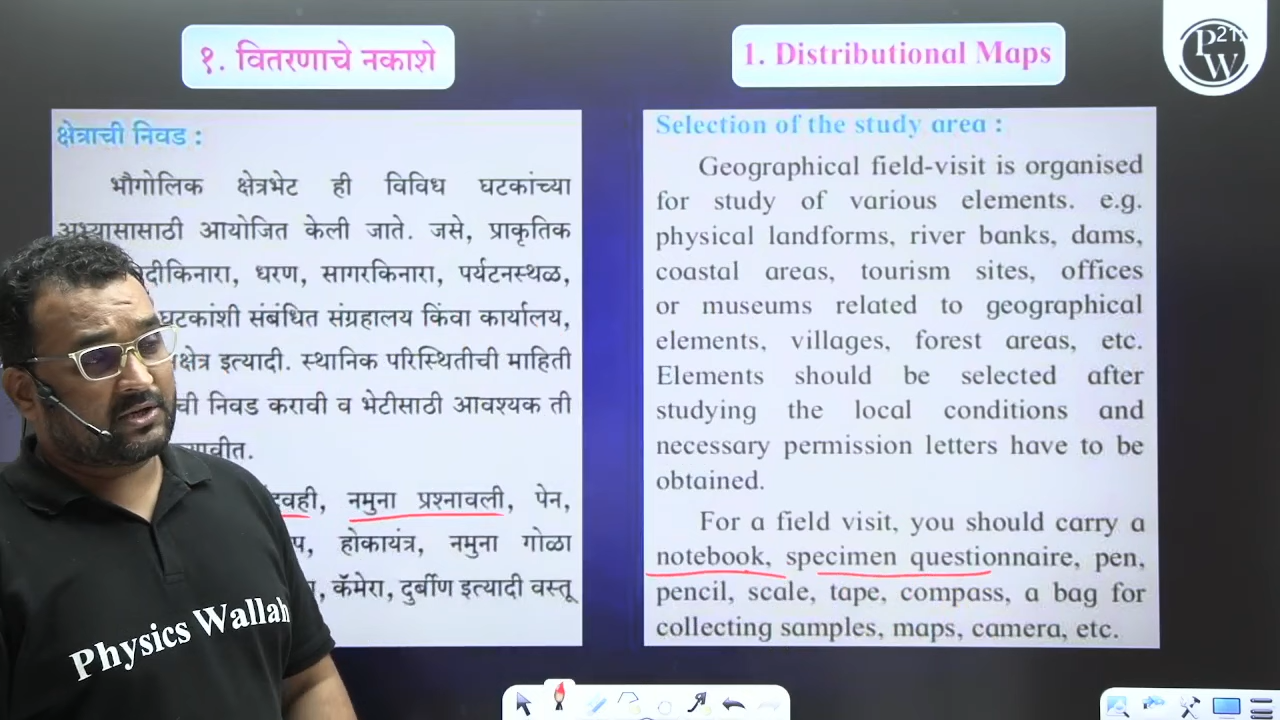 १. वितरणाचे नकाशे
क्षेत्राची निवड :
भौगोलिक क्षेत्रभेट ही विविध घटकांच्या
अभ्यासासाठी आयोजित केली जाते. जसे, प्राकृतिक
धरण, सागरकिनारा, पर्यटनस्थळ,
घटकांशी संबंधित संग्रहालय किंवा कार्यालय,
इत्यादी. स्थानिक परिस्थितीची माहिती
निवड करावी व भेटीसाठी आवश्यक ती
नमुना प्रश्नावली, पेन,
होकायंत्र, नमुना गोळा
कॅमेरा, दुर्बीण इत्यादी वस्तू
1. Distributional Maps
Selection of the study area :
Geographical field-visit is organised
for study of various elements. e.g.
physical landforms, river banks, dams,
coastal areas, tourism sites, offices
or museums related to geographical
elements, villages, forest areas, etc.
Elements should be selected after
studying the local conditions and
necessary permission letters have to be
obtained.
For a field visit, you should carry a
notebook, specimen questionnaire, pen,
pencil, scale, tape, compass, a bag for
collecting samples, maps, camera, etc.
P
W
Physics Wallah